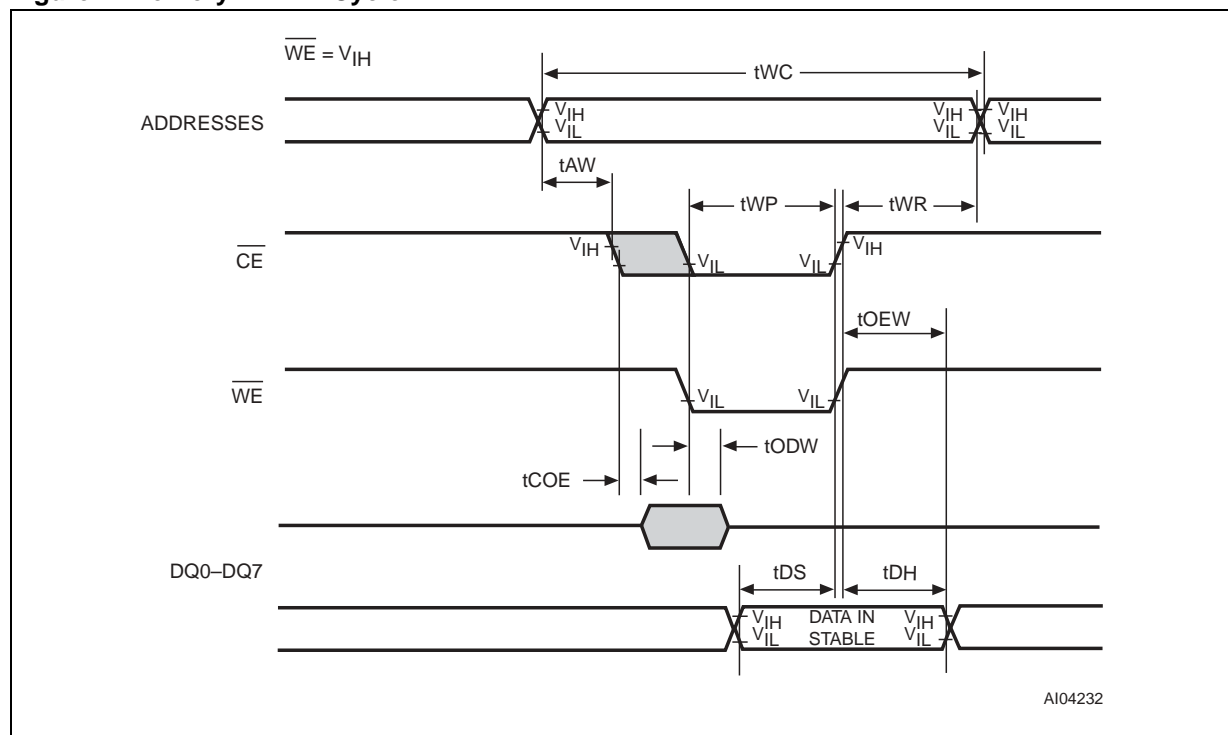 WE = VIH
tWC
ADDRESSES
VIH
VIL
VIH
VIL
VIH
VIL
tAW
tWP
tWR
CE
VIH
VIL
VIL
VIH
tOEW
WE
VIL
VIL
tODW
tCOE
DQ0–DQ7
tDS
tDH
VIH
VIL
DATA IN
STABLE
VIH
VIL
AI04232